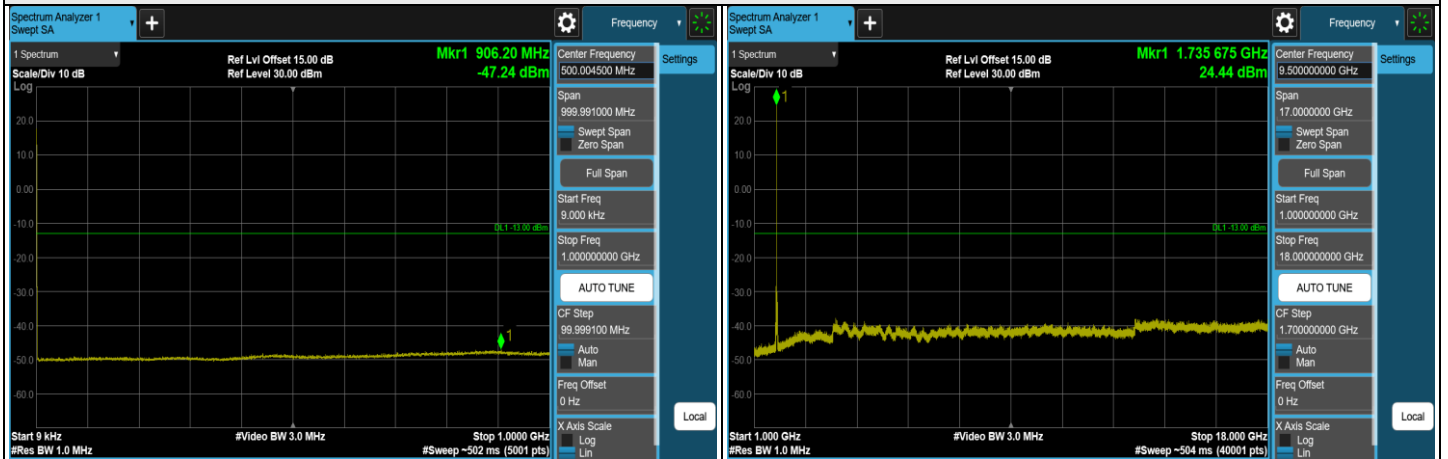 Spectrum Analyzer 1
Swept SA
+
Frequency
1 Spectrum
Scale/Div 10 dB
Log
Ref Lvl Offset 15.00 dB
Ref Level 30.00 dBm
Mkr1 906.20 MHz
-47.24 dBm
20.0
10.0
0.00
-10.0
-20.0
-30.0
-40.0
-50.0
-60.0
DL1 -13.00 dBm
1
Start 9 kHz
#Res BW 1.0 MHz
#Video BW 3.0 MHz
Stop 1.0000 GHz
#Sweep ~502 ms (5001 pts)
Center Frequency
500.004500 MHz
Span
999.991000 MHz
Swept Span
Zero Span
Full Span
Start Freq
9.000 kHz
Stop Freq
1.000000000 GHz
AUTO TUNE
CF Step
99.999100 MHz
Auto
Man
Freq Offset
0 Hz
X Axis Scale
Log
Lin
Settings
Local
Spectrum Analyzer 1
Swept SA
+
Frequency
1 Spectrum
Scale/Div 10 dB
Log
Ref Lvl Offset 15.00 dB
Ref Level 30.00 dBm
Mkr1 1.735 675 GHz
24.44 dBm
1
20.0
10.0
0.00
-10.0
-20.0
-30.0
-40.0
-50.0
-60.0
DL1 -13.00 dBm
Start 1.000 GHz
#Res BW 1.0 MHz
#Video BW 3.0 MHz
Stop 18.000 GHz
#Sweep ~504 ms (40001 pts)
Center Frequency
9.500000000 GHz
Span
17.0000000 GHz
Swept Span
Zero Span
Full Span
Start Freq
1.000000000 GHz
Stop Freq
18.000000000 GHz
AUTO TUNE
CF Step
1.700000000 GHz
Auto
Man
Freq Offset
0 Hz
X Axis Scale
Log
Lin
Settings
Local